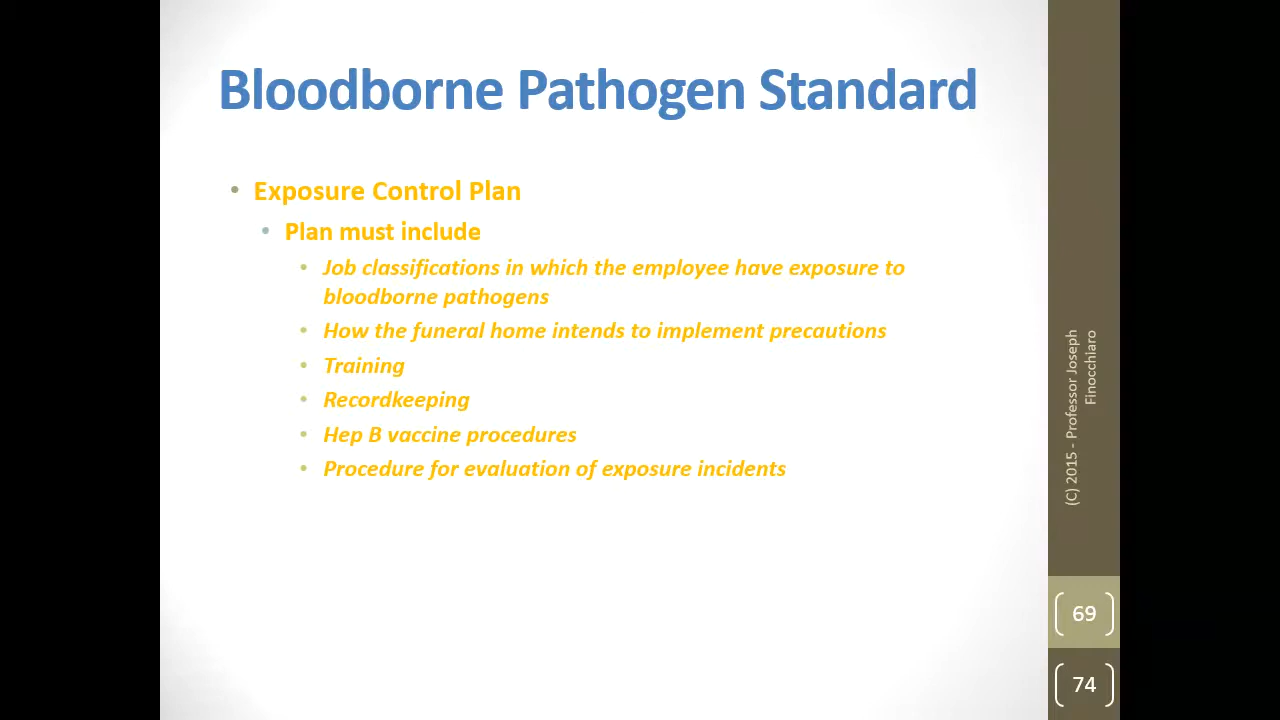 Bloodborne Pathogen Standard
• Exposure Control Plan
• Plan must include
• Job classifications in which the employee have exposure to
bloodborne pathogens
• How the funeral home intends to implement precautions
• Training
• Recordkeeping
• Hep B vaccine procedures
• Procedure for evaluation of exposure incidents
(C) 2015 - Professor Joseph
Finocchiaro
69
74